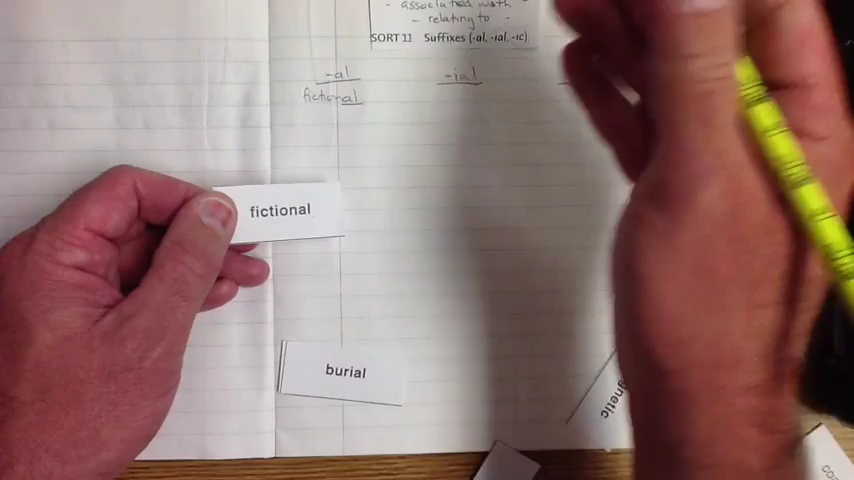 - associated with
- relating to -
SORT 11 Suffixes (-al, -ial, -ic)
-al -ial
fictional
fictional
burial